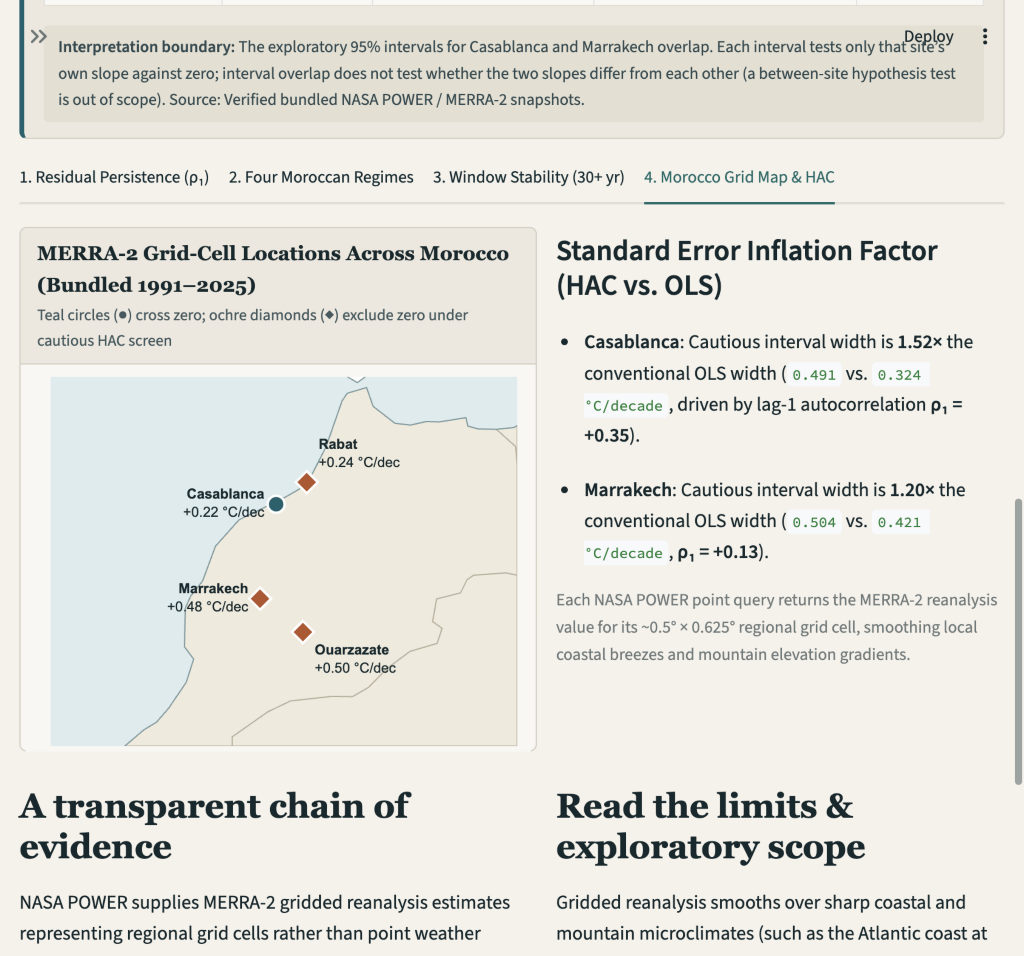 Deploy
Interpretation boundary: The exploratory 95% intervals for Casablanca and Marrakech overlap. Each interval tests only that site's
own slope against zero; interval overlap does not test whether the two slopes differ from each other (a between-site hypothesis test
is out of scope). Source: Verified bundled NASA POWER / MERRA-2 snapshots.
1. Residual Persistence (ρ₁)
2. Four Moroccan Regimes
3. Window Stability (30+ yr)
4. Morocco Grid Map & HAC
MERRA-2 Grid-Cell Locations Across Morocco
(Bundled 1991–2025)
Teal circles (●) cross zero; ochre diamonds (◆) exclude zero under
cautious HAC screen
Rabat
+0.24 °C/dec
Casablanca
+0.22 °C/dec
Marrakech
+0.48 °C/dec
Ouarzazate
+0.50 °C/dec
Standard Error Inflation Factor
(HAC vs. OLS)
• Casablanca: Cautious interval width is 1.52× the
conventional OLS width ( 0.491 vs. 0.324
°C/decade , driven by lag-1 autocorrelation ρ₁ =
+0.35).
• Marrakech: Cautious interval width is 1.20× the
conventional OLS width ( 0.504 vs. 0.421
°C/decade , ρ₁ = +0.13).
Each NASA POWER point query returns the MERRA-2 reanalysis
value for its ~0.5° × 0.625° regional grid cell, smoothing local
coastal breezes and mountain elevation gradients.
A transparent chain of
evidence
NASA POWER supplies MERRA-2 gridded reanalysis estimates
representing regional grid cells rather than point weather
Read the limits &
exploratory scope
Gridded reanalysis smooths over sharp coastal and
mountain microclimates (such as the Atlantic coast at